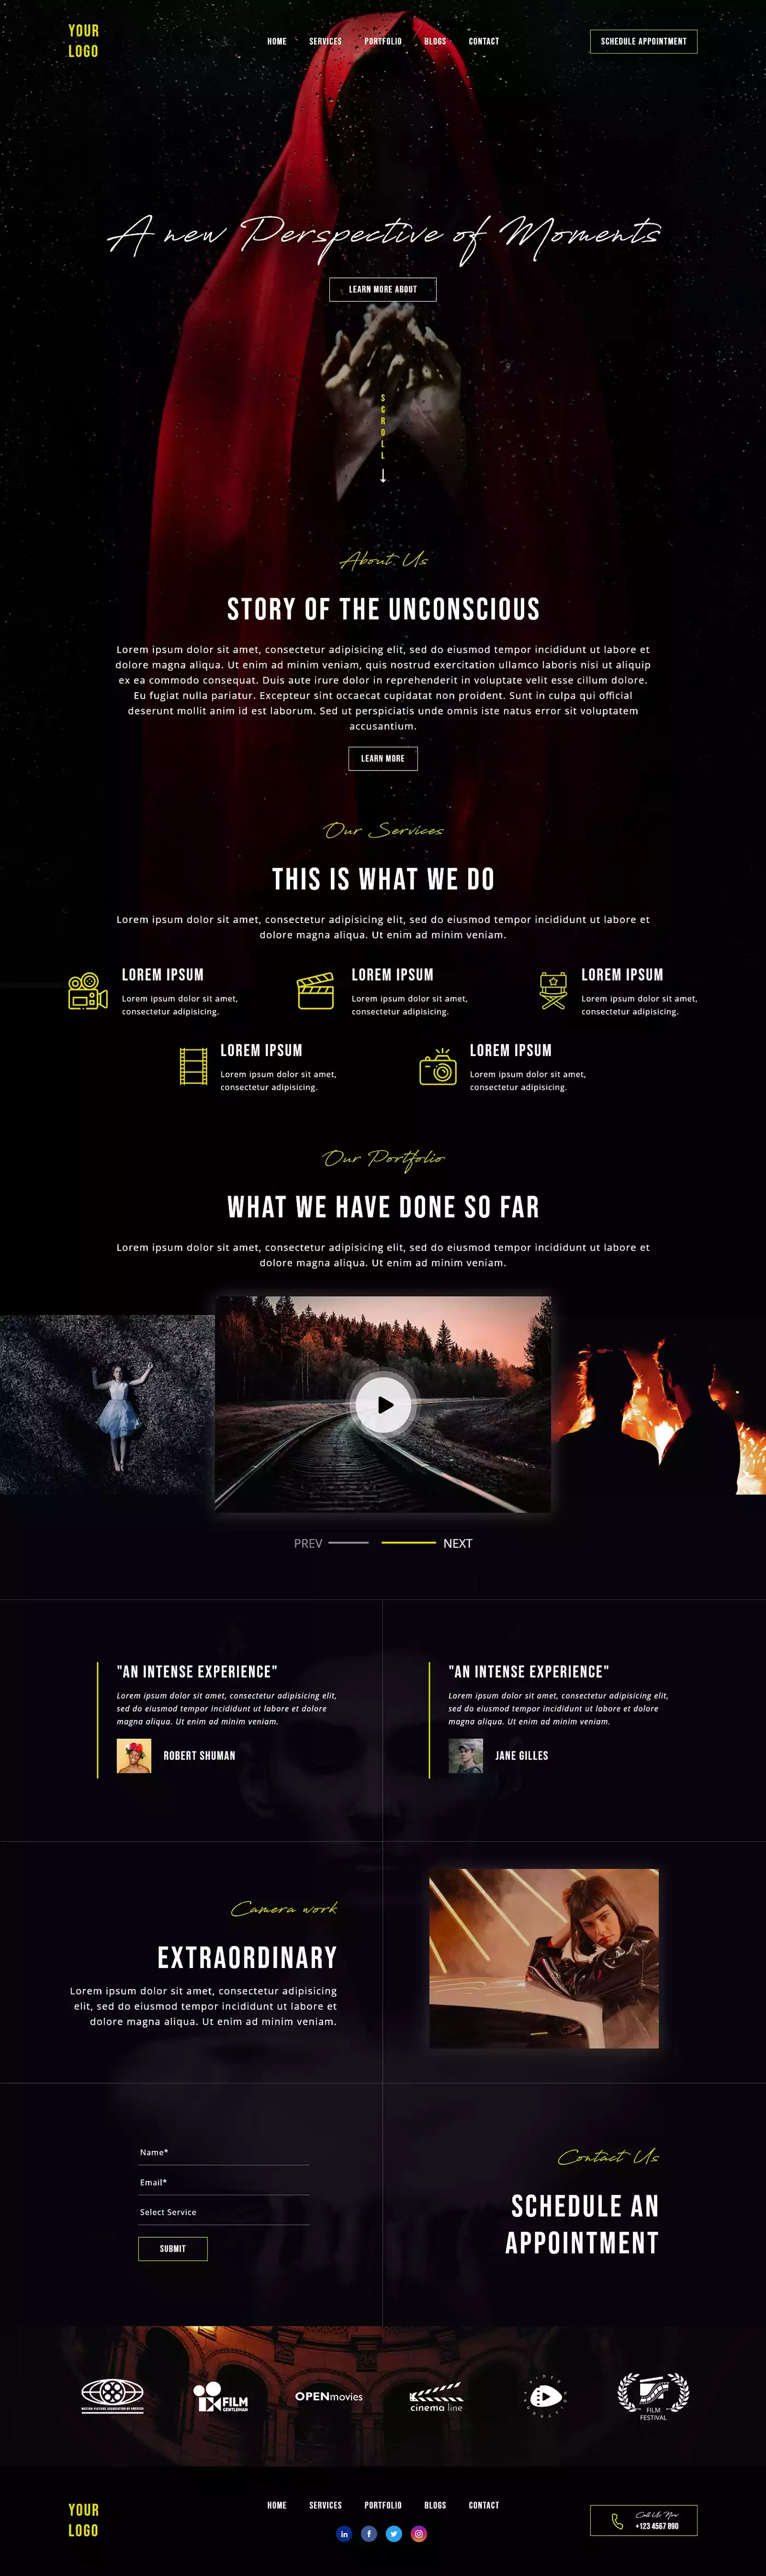 YOUR
LOGO
HOME SERVICES PORTFOLIO BLOGS CONTACT
SCHEDULE APPOINTMENT
A new Perspective of Moments
LEARN MORE ABOUT
SCROLL
About Us
STORY OF THE UNCONSCIOUS
Lorem ipsum dolor sit amet, consectetur adipisicing elit, sed do eiusmod tempor incididunt ut labore et
dolore magna aliqua. Ut enim ad minim veniam, quis nostrud exercitation ullamco laboris nisi ut aliquip
ex ea commodo consequat. Duis aute irure dolor in reprehenderit in voluptate velit esse cillum dolore.
Eu fugiat nulla pariatur. Excepteur sint occaecat cupidatat non proident. Sunt in culpa qui official
deserunt mollit anim id est laborum. Sed ut perspiciatis unde omnis iste natus error sit voluptatem
accusantium.
LEARN MORE
Our Services
THIS IS WHAT WE DO
Lorem ipsum dolor sit amet, consectetur adipisicing elit, sed do eiusmod tempor incididunt ut labore et
dolore magna aliqua. Ut enim ad minim veniam.
LOREM IPSUM
Lorem ipsum dolor sit amet,
consectetur adipisicing.
LOREM IPSUM
Lorem ipsum dolor sit amet,
consectetur adipisicing.
LOREM IPSUM
Lorem ipsum dolor sit amet,
consectetur adipisicing.
LOREM IPSUM
Lorem ipsum dolor sit amet,
consectetur adipisicing.
LOREM IPSUM
Lorem ipsum dolor sit amet,
consectetur adipisicing.
Our Portfolio
WHAT WE HAVE DONE SO FAR
Lorem ipsum dolor sit amet, consectetur adipisicing elit, sed do eiusmod tempor incididunt ut labore et
dolore magna aliqua. Ut enim ad minim veniam.
PREV NEXT
"AN INTENSE EXPERIENCE"
Lorem ipsum dolor sit amet, consectetur adipisicing elit,
sed do eiusmod tempor incididunt ut labore et dolore
magna aliqua. Ut enim ad minim veniam.
ROBERT SHUMAN
"AN INTENSE EXPERIENCE"
Lorem ipsum dolor sit amet, consectetur adipisicing elit,
sed do eiusmod tempor incididunt ut labore et dolore
magna aliqua. Ut enim ad minim veniam.
JANE GILLES
Camera work
EXTRAORDINARY
Lorem ipsum dolor sit amet, consectetur adipisicing
elit, sed do eiusmod tempor incididunt ut labore et
dolore magna aliqua. Ut enim ad minim veniam.
Name*
Email*
Select Service
SUBMIT
Contact Us
SCHEDULE AN
APPOINTMENT
MOTION PICTURE ASSOCIATION OF AMERICA
FILM
GENTLEMAN
OPENmovies
cinema line
VIDEO
FILM
FESTIVAL
YOUR
LOGO
HOME SERVICES PORTFOLIO BLOGS CONTACT
in f
Call Us Now
+123 4567 890